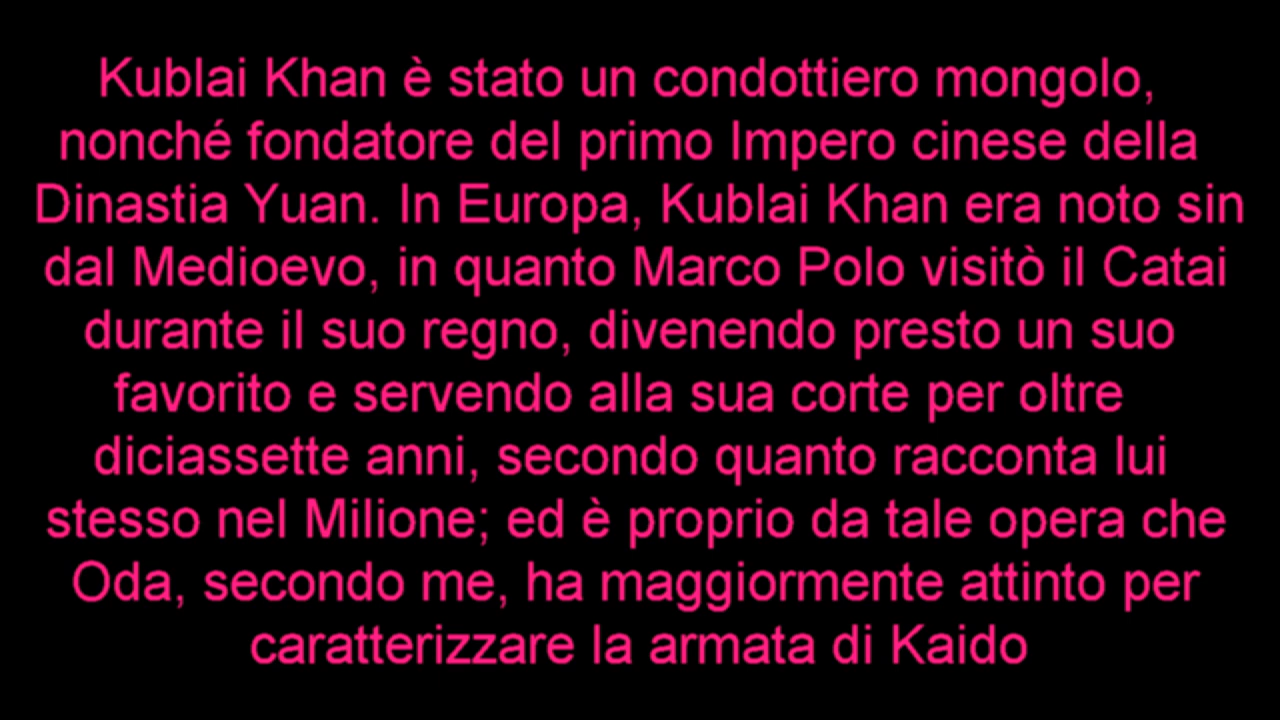 Kublai Khan è stato un condottiero mongolo,
nonché fondatore del primo Impero cinese della
Dinastia Yuan. In Europa, Kublai Khan era noto sin
dal Medioevo, in quanto Marco Polo visitò il Catai
durante il suo regno, divenendo presto un suo
favorito e servendo alla sua corte per oltre
diciassette anni, secondo quanto racconta lui
stesso nel Milione; ed è proprio da tale opera che
Oda, secondo me, ha maggiormente attinto per
caratterizzare la armata di Kaido